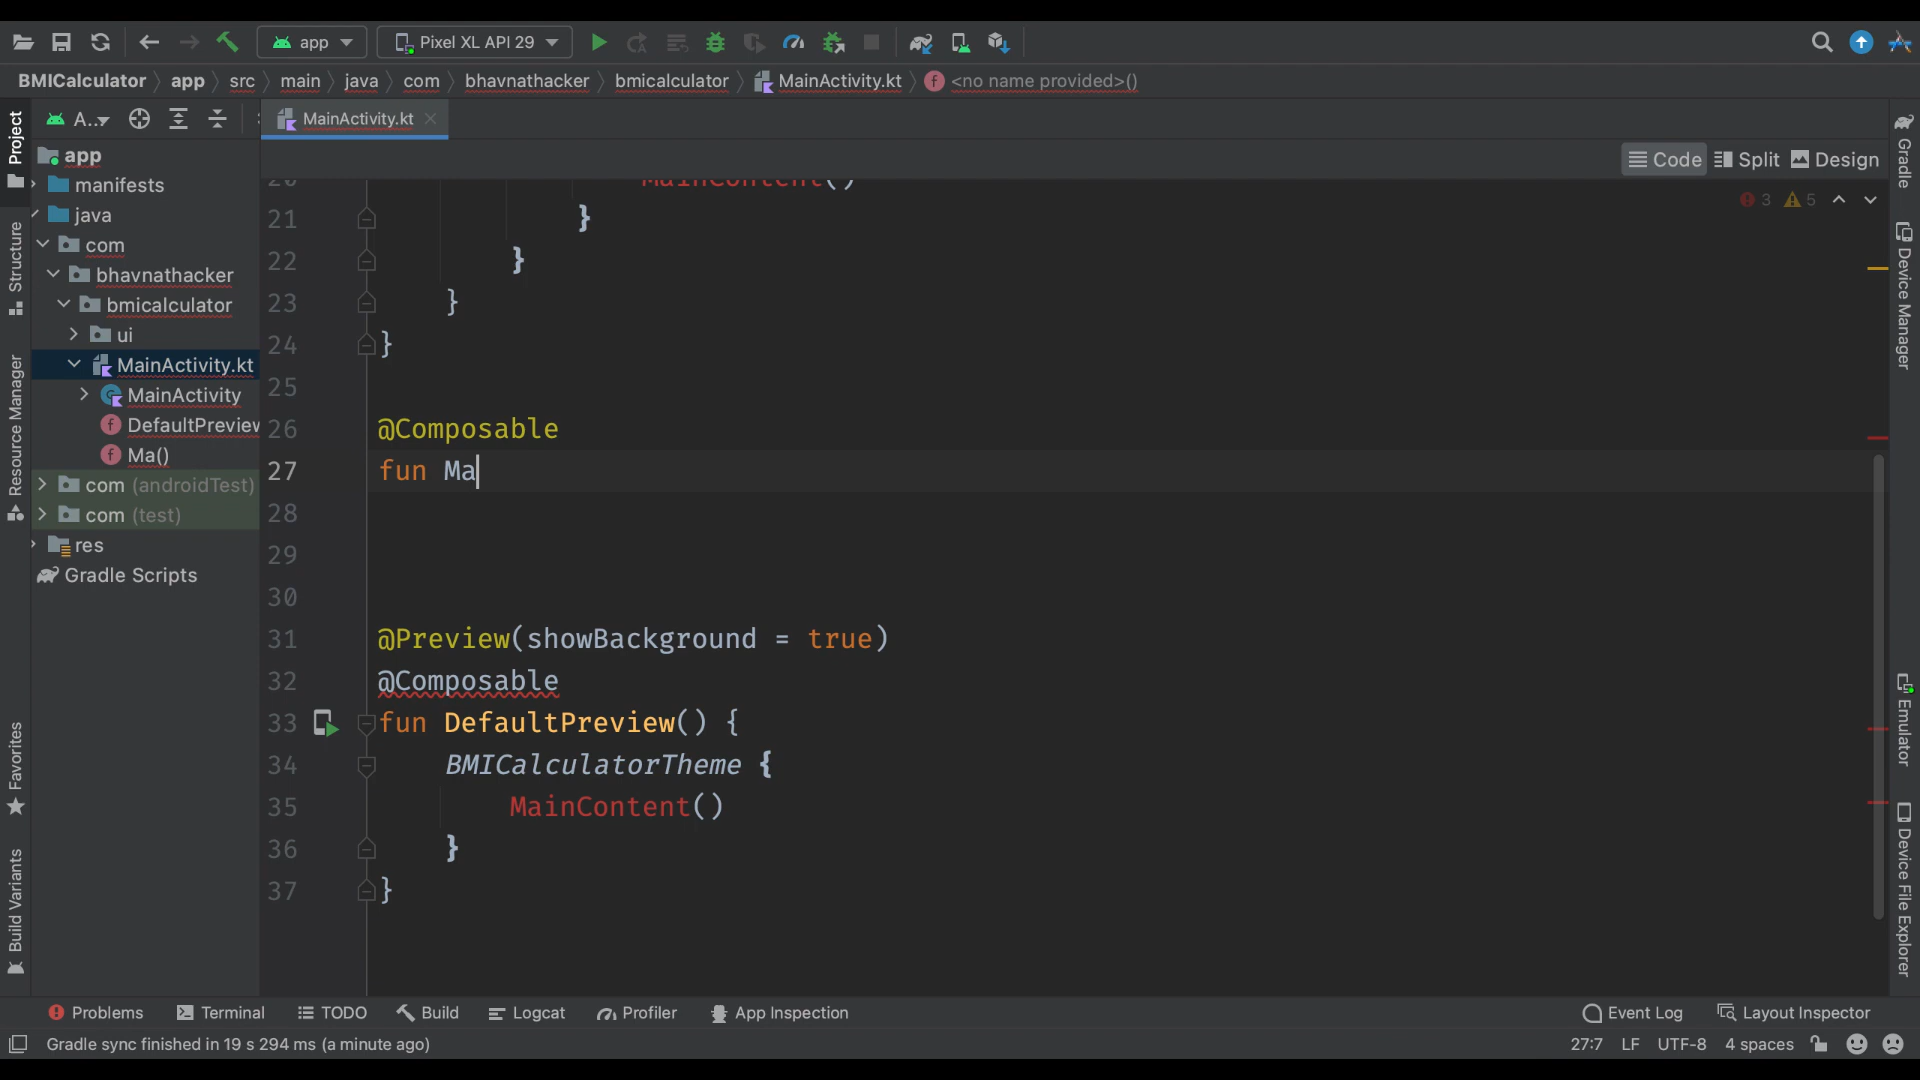 app
Pixel XL API 29
BMICalculator
app
src
main
java
com
bhavnathacker
bmicalculator
MainActivity.kt
<no name provided>()
A..
MainActivity.kt
Code
Split
Design
Project
Structure
Resource Manager
Favorites
Build Variants
app
manifests
java
com
bhavnathacker
bmicalculator
ui
MainActivity.kt
MainActivity
DefaultPreview
Ma()
com (androidTest)
com (test)
res
Gradle Scripts
3
5
20 MainContent()
21 }
22 }
23 }
24 }
25
26 @Composable
27 fun Ma
28
29
30
31 @Preview(showBackground = true)
32 @Composable
33 fun DefaultPreview() {
34 BMICalculatorTheme {
35 MainContent()
36 }
37 }
Gradle
Device Manager
Emulator
Device File Explorer
Problems
Terminal
TODO
Build
Logcat
Profiler
App Inspection
Event Log
Layout Inspector
Gradle sync finished in 19 s 294 ms (a minute ago)
27:7
LF
UTF-8
4 spaces